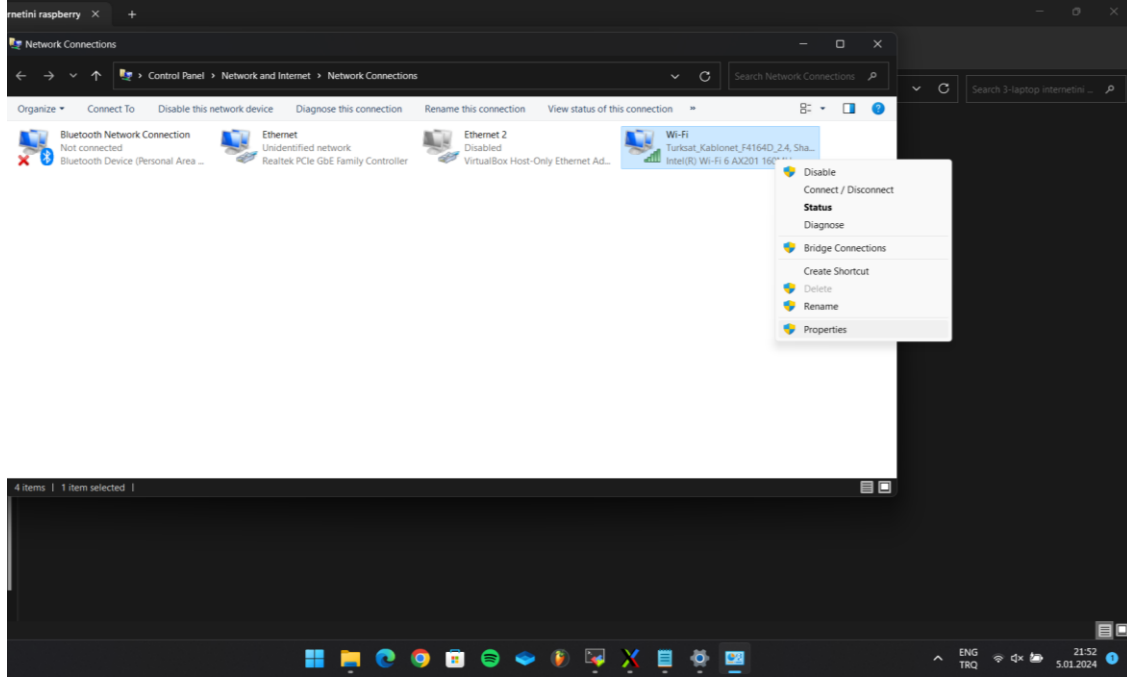 rnetini raspberry
Network Connections
Control Panel > Network and Internet > Network Connections
Search Network Connections
Search 3-laptop internetini ...
Organize
Connect To
Disable this network device
Diagnose this connection
Rename this connection
View status of this connection
»
Bluetooth Network Connection
Not connected
Bluetooth Device (Personal Area ...
Ethernet
Unidentified network
Realtek PCIe GbE Family Controller
Ethernet 2
Disabled
VirtualBox Host-Only Ethernet Ad...
Wi-Fi
Turksat_Kablonet_F4164D_2.4, Sha...
Intel(R) Wi-Fi 6 AX201 160MHz
Disable
Connect / Disconnect
Status
Diagnose
Bridge Connections
Create Shortcut
Delete
Rename
Properties
4 items
1 item selected
ENG
TRQ
21:52
5.01.2024
1